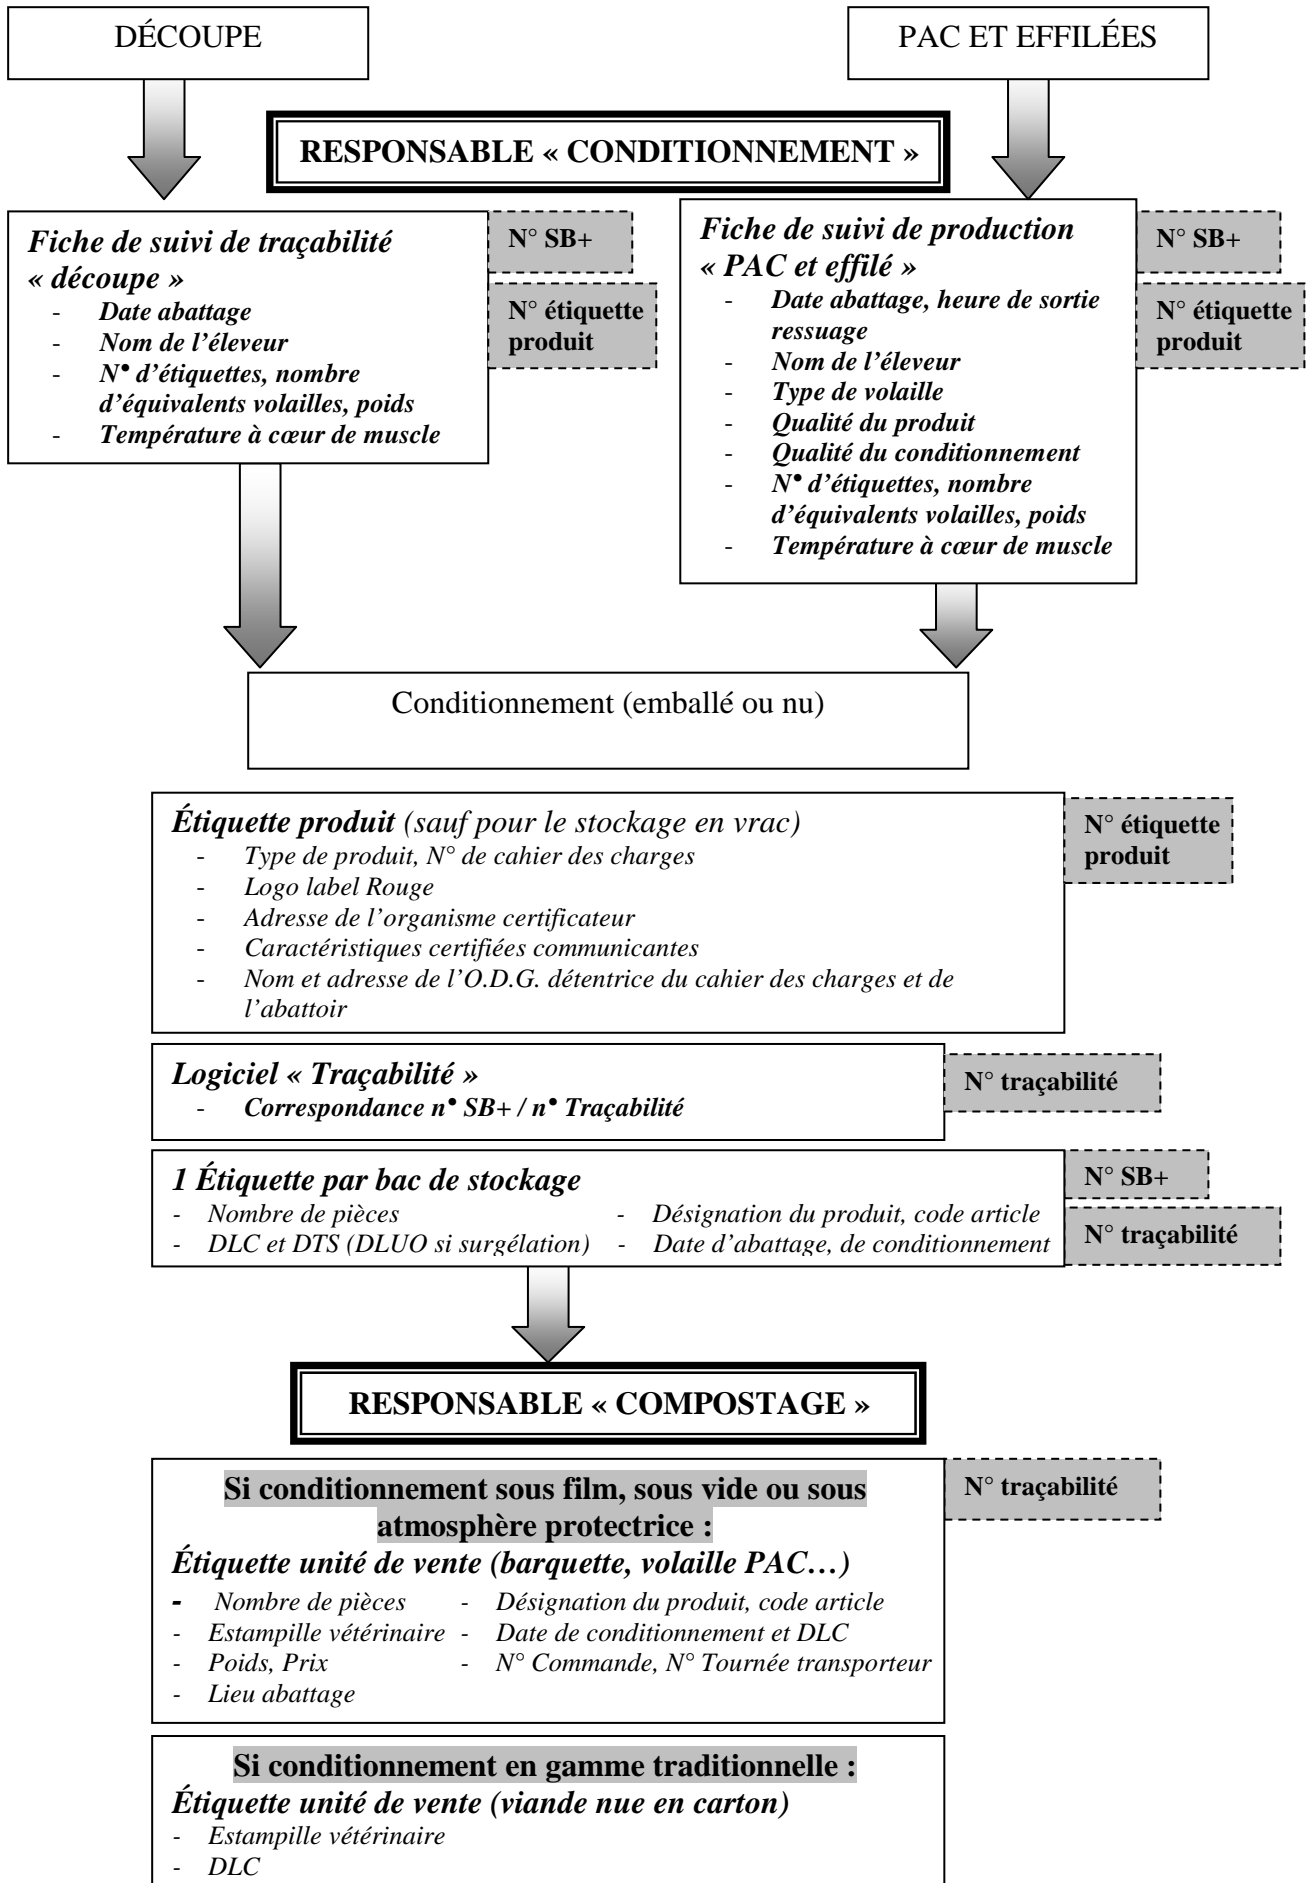 DÉCOUPE
PAC ET EFFILÉES
RESPONSABLE « CONDITIONNEMENT »
Fiche de suivi de traçabilité
« découpe »
- Date abattage
- Nom de l’éleveur
- N° d’étiquettes, nombre
d’équivalents volailles, poids
- Température à cœur de muscle
N° SB+
N° étiquette
produit
Fiche de suivi de production
« PAC et effilé »
- Date abattage, heure de sortie
ressuage
- Nom de l’éleveur
- Type de volaille
- Qualité du produit
- Qualité du conditionnement
- N° d’étiquettes, nombre
d’équivalents volailles, poids
- Température à cœur de muscle
N° SB+
N° étiquette
produit
Conditionnement (emballé ou nu)
Étiquette produit (sauf pour le stockage en vrac)
- Type de produit, N° de cahier des charges
- Logo label Rouge
- Adresse de l’organisme certificateur
- Caractéristiques certifiées communicantes
- Nom et adresse de l’O.D.G. détentrice du cahier des charges et de
l’abattoir
N° étiquette
produit
Logiciel « Traçabilité »
- Correspondance n° SB+ / n° Traçabilité
N° traçabilité
1 Étiquette par bac de stockage
- Nombre de pièces - Désignation du produit, code article
- DLC et DTS (DLUO si surgélation) - Date d’abattage, de conditionnement
N° SB+
N° traçabilité
RESPONSABLE « COMPOSTAGE »
Si conditionnement sous film, sous vide ou sous
atmosphère protectrice :
Étiquette unité de vente (barquette, volaille PAC…)
- Nombre de pièces - Désignation du produit, code article
- Estampille vétérinaire - Date de conditionnement et DLC
- Poids, Prix - N° Commande, N° Tournée transporteur
- Lieu abattage
N° traçabilité
Si conditionnement en gamme traditionnelle :
Étiquette unité de vente (viande nue en carton)
- Estampille vétérinaire
- DLC